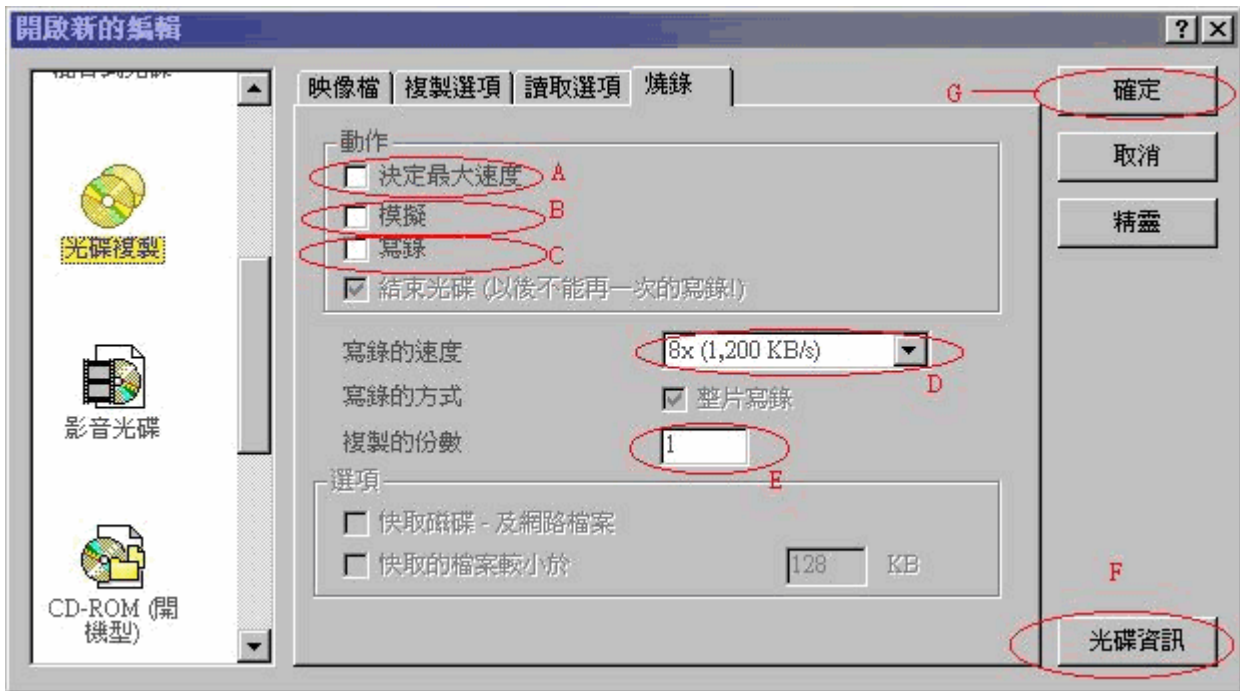 開啟新的編輯
映像檔 複製選項 讀取選項 燒錄
G 確定
動作
決定最大速度 A
取消
模擬 B
精靈
光碟複製
寫錄 C
結束光碟 (以後不能再一次的寫錄!)
寫錄的速度 8x (1,200 KB/s) D
寫錄的方式 整片寫錄
影音光碟
複製的份數 1 E
選項
快取磁碟 - 及網路檔案
快取的檔案較小於 128 KB
F
CD-ROM (開
機型)
光碟資訊